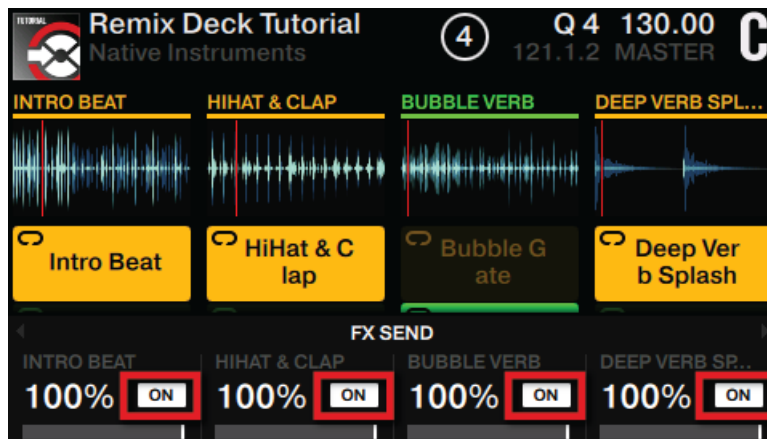 TUTORIAL
Remix Deck Tutorial
Native Instruments
4
Q 4 130.00
121.1.2 MASTER
C
INTRO BEAT
HIHAT & CLAP
BUBBLE VERB
DEEP VERB SPL...
Intro Beat
HiHat & C
lap
Bubble G
ate
Deep Ver
b Splash
FX SEND
INTRO BEAT
HIHAT & CLAP
BUBBLE VERB
DEEP VERB SP...
100% ON
100% ON
100% ON
100% ON